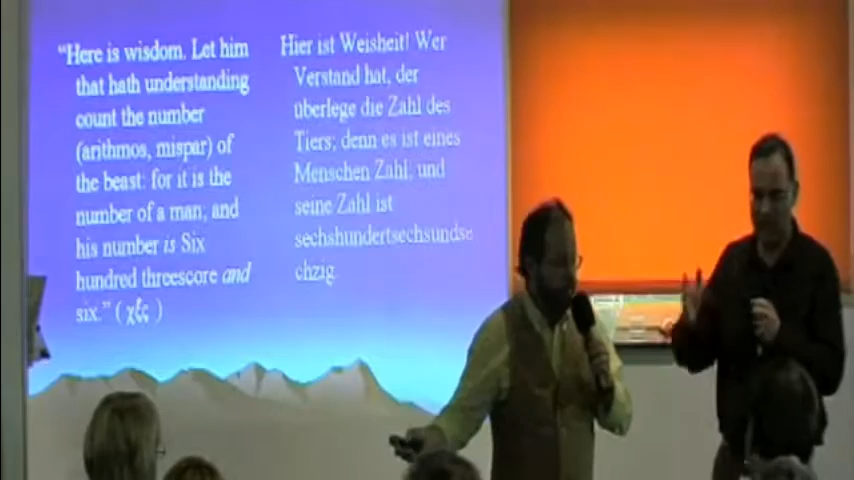 “Here is wisdom. Let him
that hath understanding
count the number
(arithmos, mispar) of
the beast: for it is the
number of a man; and
his number is Six
hundred threescore and
six.” ( χξς )
Hier ist Weisheit! Wer
Verstand hat, der
überlege die Zahl des
Tiers; denn es ist eines
Menschen Zahl, und
seine Zahl ist
sechshundertsechsundse
chzig.